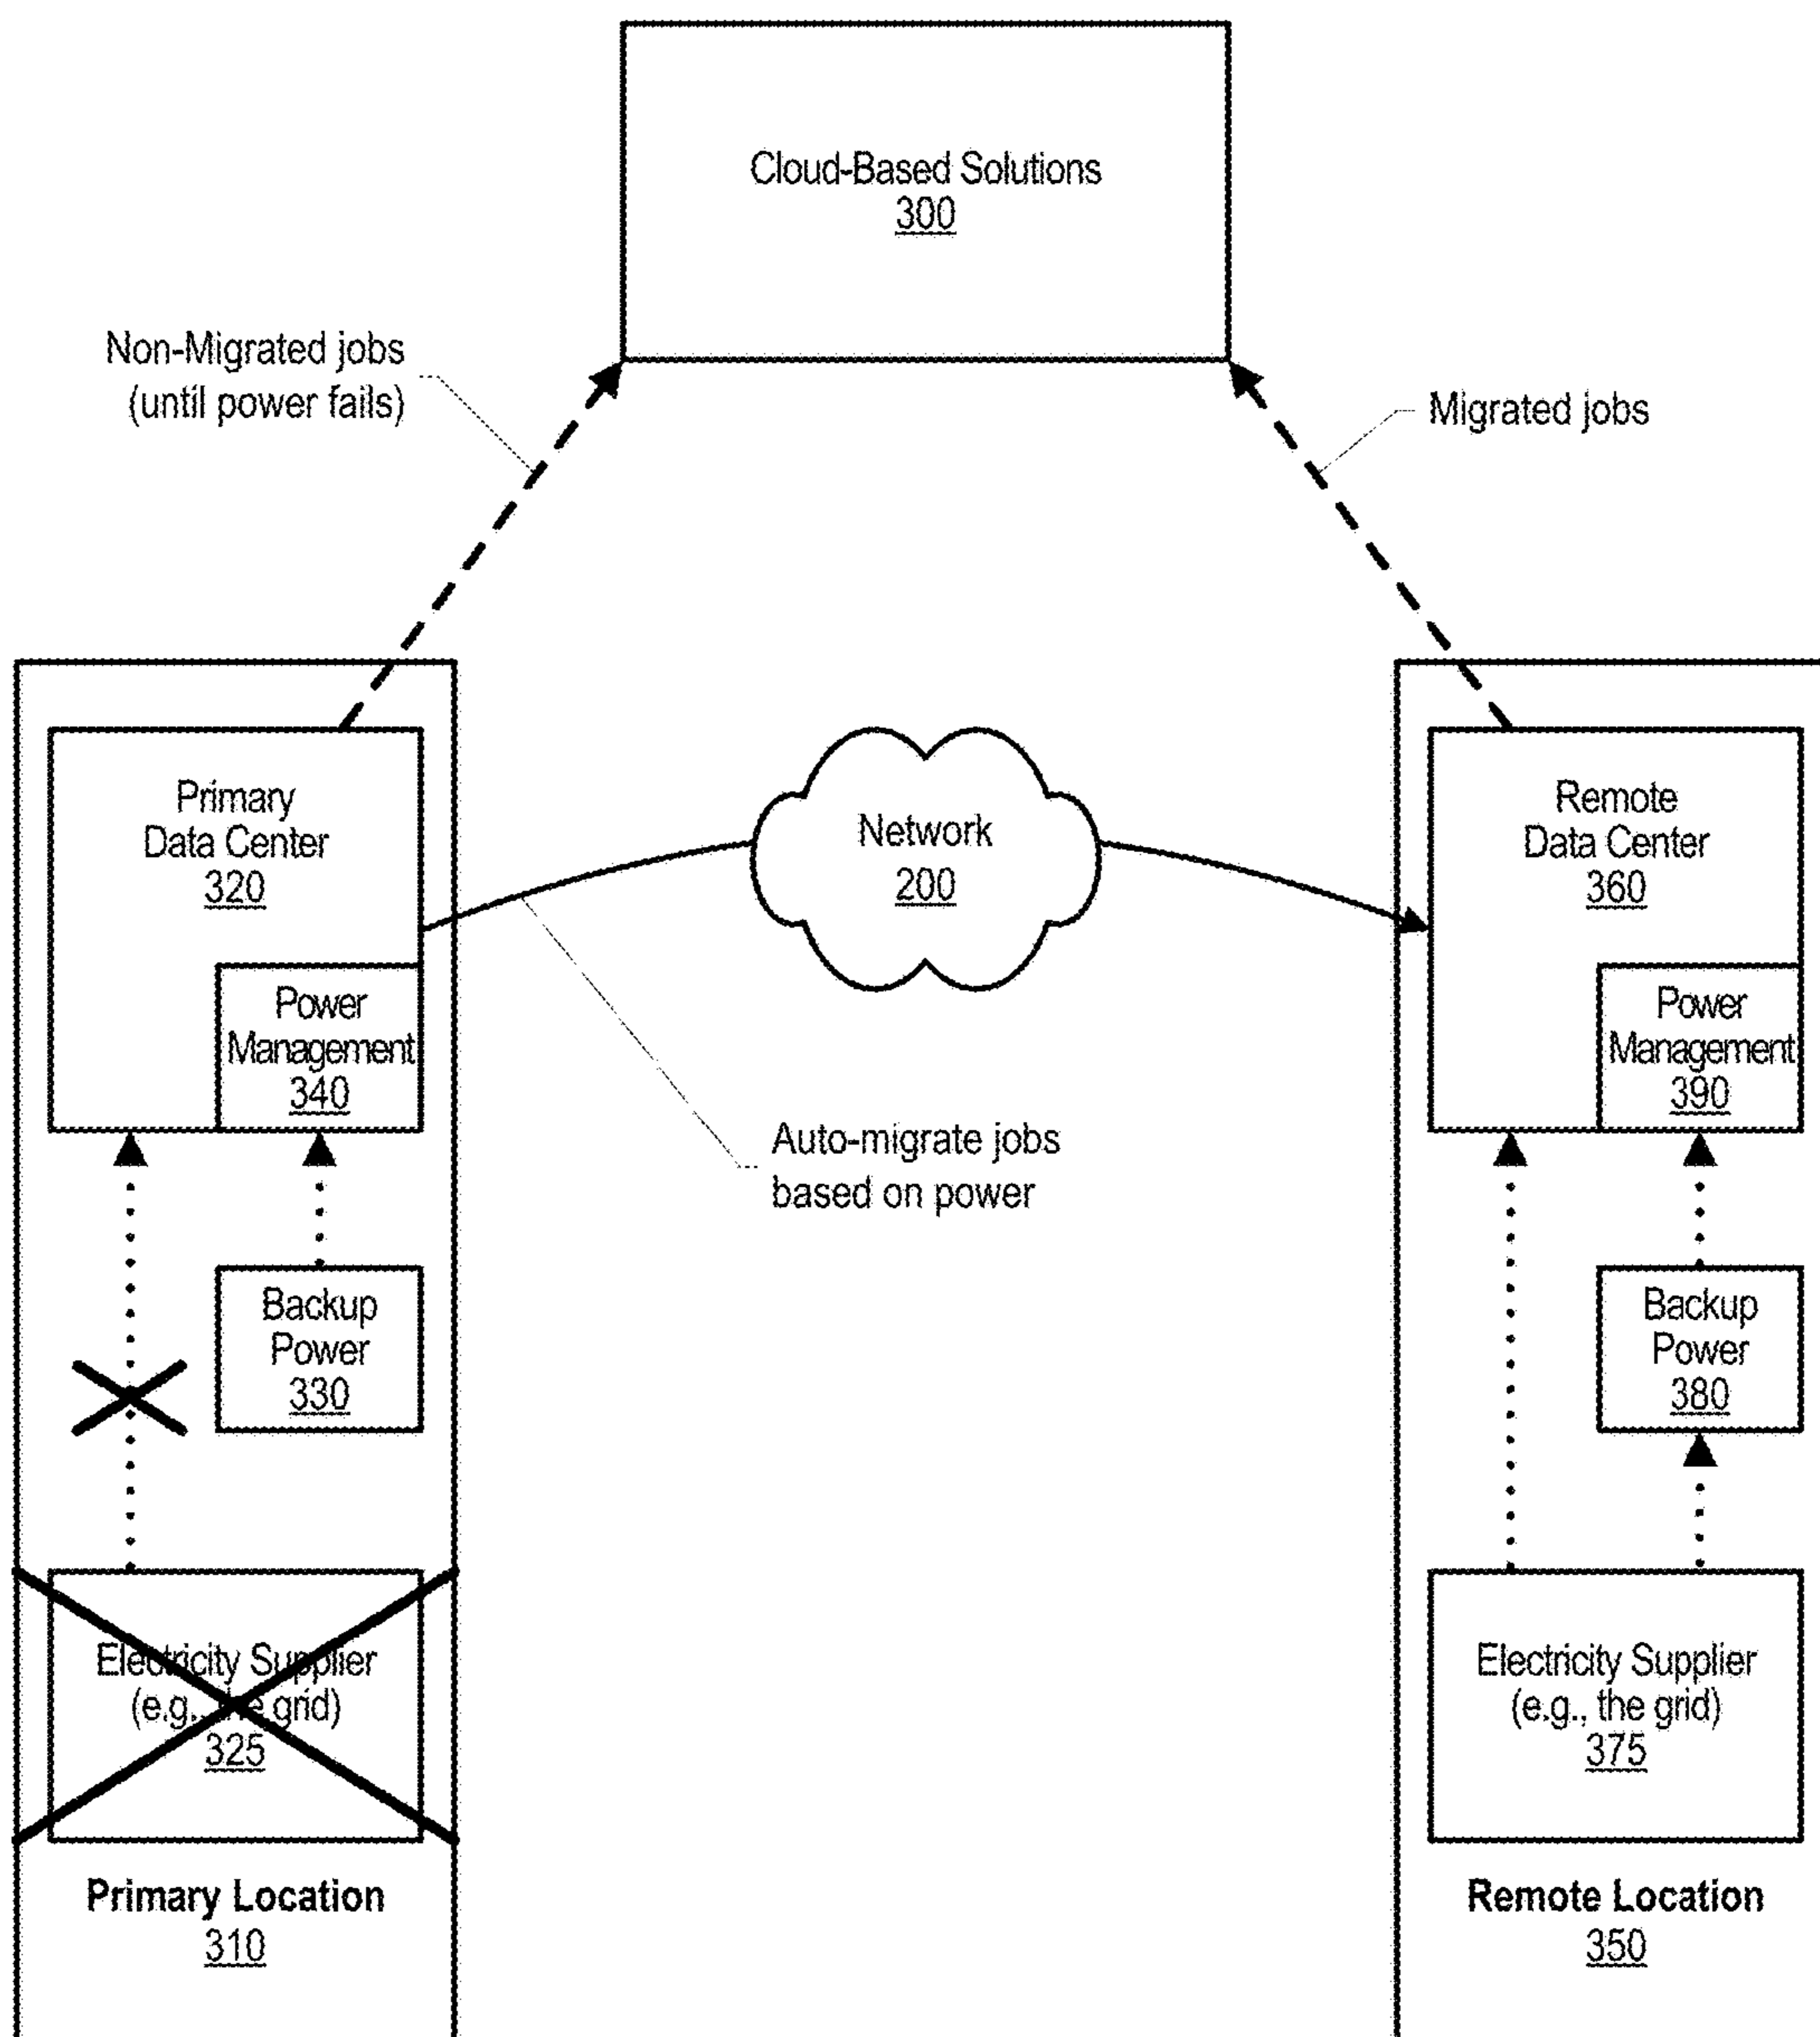 Cloud-Based Solutions
300
Non-Migrated jobs
(until power fails)
Migrated jobs
Primary
Data Center
320
Power
Management
340
Network
200
Remote
Data Center
360
Power
Management
390
Auto-migrate jobs
based on power
Backup
Power
330
Backup
Power
380
Electricity Supplier
(e.g., the grid)
325
Electricity Supplier
(e.g., the grid)
375
Primary Location
310
Remote Location
350